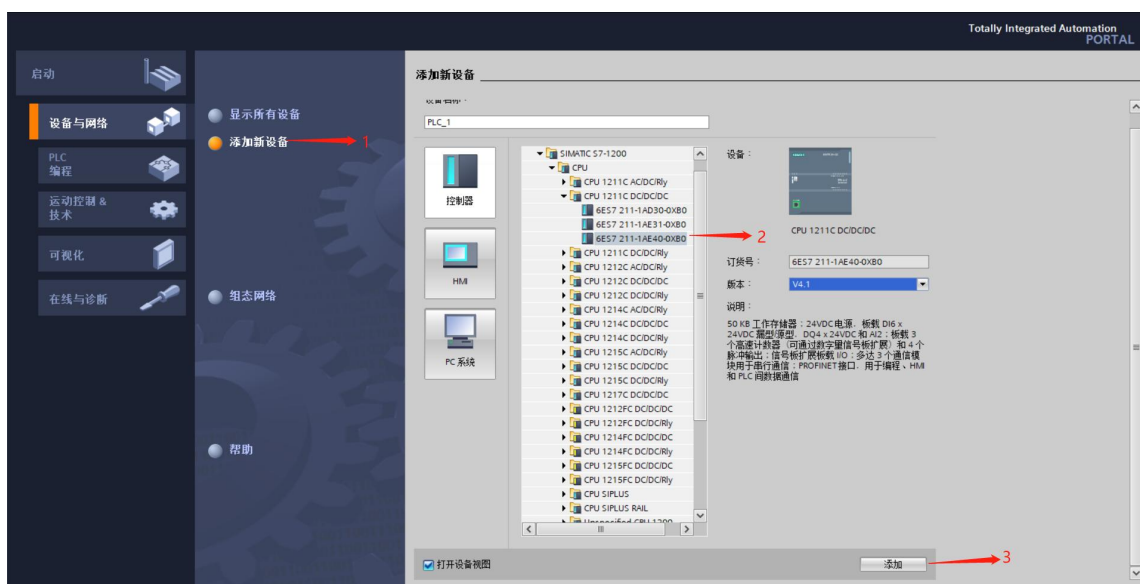 Totally Integrated Automation
PORTAL
启动
设备与网络
PLC
编程
运动控制 &
技术
可视化
在线与诊断
显示所有设备
添加新设备
1
组态网络
帮助
添加新设备
设备名称:
PLC_1
控制器
HMI
PC 系统
SIMATIC S7-1200
CPU
CPU 1211C AC/DC/Rly
CPU 1211C DC/DC/DC
6ES7 211-1AD30-0XB0
6ES7 211-1AE31-0XB0
6ES7 211-1AE40-0XB0
2
CPU 1211C DC/DC/Rly
CPU 1212C AC/DC/Rly
CPU 1212C DC/DC/DC
CPU 1212C DC/DC/Rly
CPU 1214C AC/DC/Rly
CPU 1214C DC/DC/DC
CPU 1214C DC/DC/Rly
CPU 1215C AC/DC/Rly
CPU 1215C DC/DC/DC
CPU 1215C DC/DC/Rly
CPU 1217C DC/DC/DC
CPU 1212FC DC/DC/DC
CPU 1212FC DC/DC/Rly
CPU 1214FC DC/DC/DC
CPU 1214FC DC/DC/Rly
CPU 1215FC DC/DC/DC
CPU 1215FC DC/DC/Rly
CPU SIPLUS
CPU SIPLUS RAIL
Unspecified CPU 1200
设备:
CPU 1211C DC/DC/DC
订货号:
6ES7 211-1AE40-0XB0
版本:
V4.1
说明:
50 KB 工作存储器;24VDC电源,板载 DI6 x
24VDC 漏型/源型,DQ4 x 24VDC 和 AI2;板载 3
个高速计数器(可通过数字量信号板扩展)和 4 个
脉冲输出;信号板扩展板载 I/O;多达 3 个通信模
块用于串行通信;PROFINET 接口,用于编程、HMI
和 PLC 间数据通信
打开设备视图
添加
3